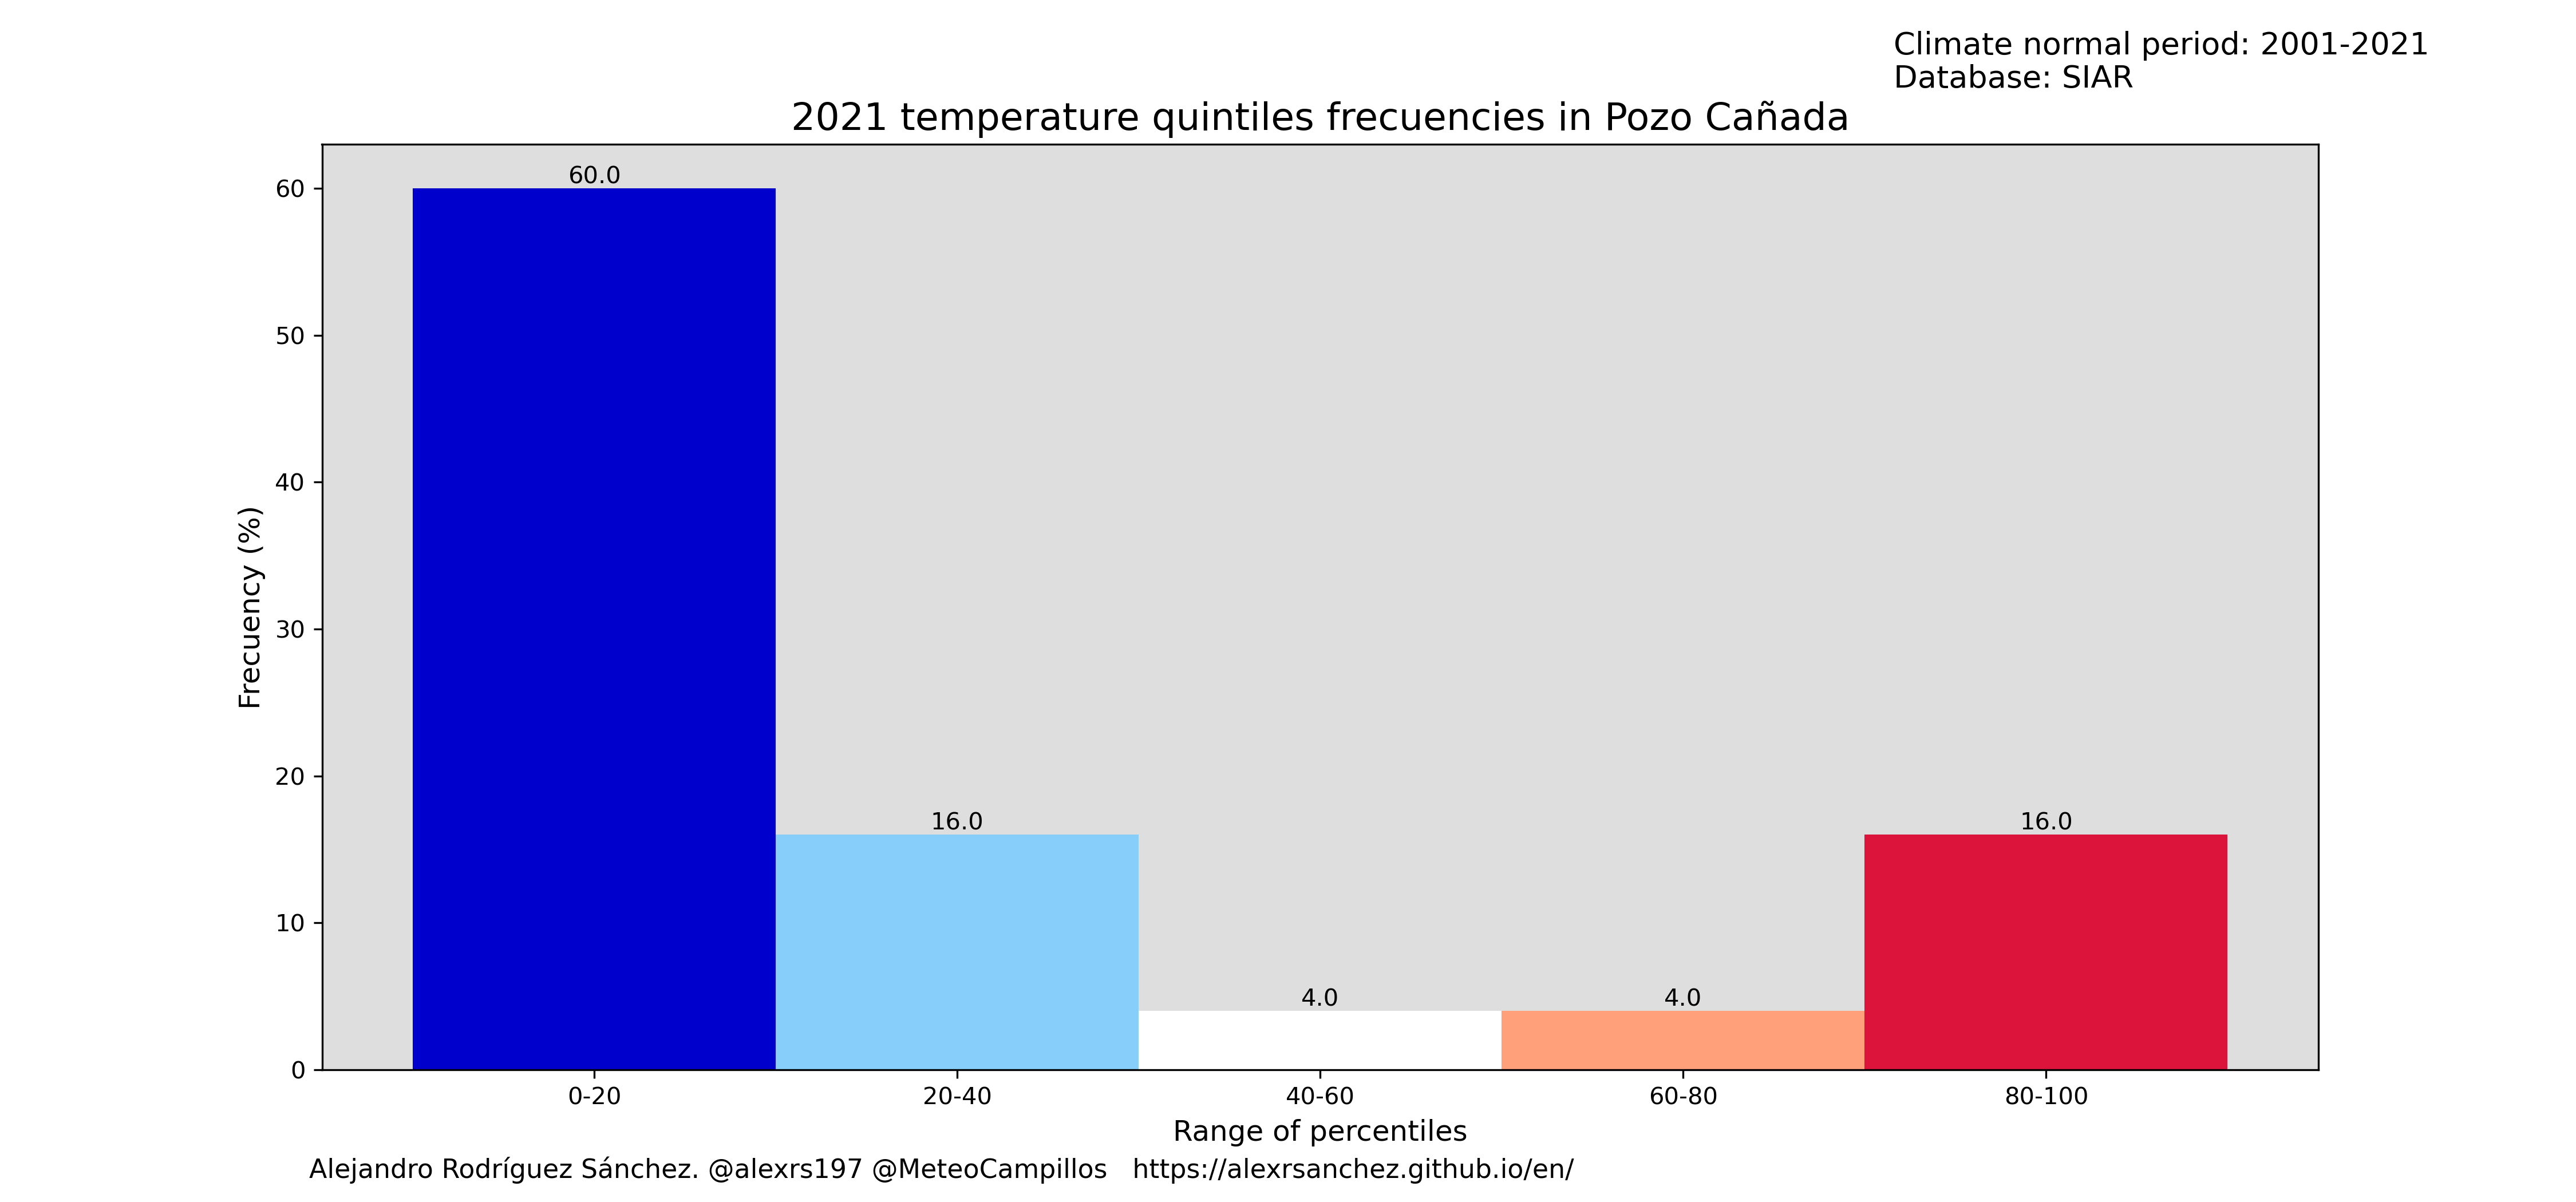 Climate normal period: 2001-2021
Database: SIAR
2021 temperature quintiles frecuencies in Pozo Cañada
60.0
60
50
40
30
20
10
0
16.0
4.0
4.0
16.0
Frecuency (%)
0-20
20-40
40-60
60-80
80-100
Range of percentiles
Alejandro Rodríguez Sánchez. @alexrs197 @MeteoCampillos https://alexrsanchez.github.io/en/